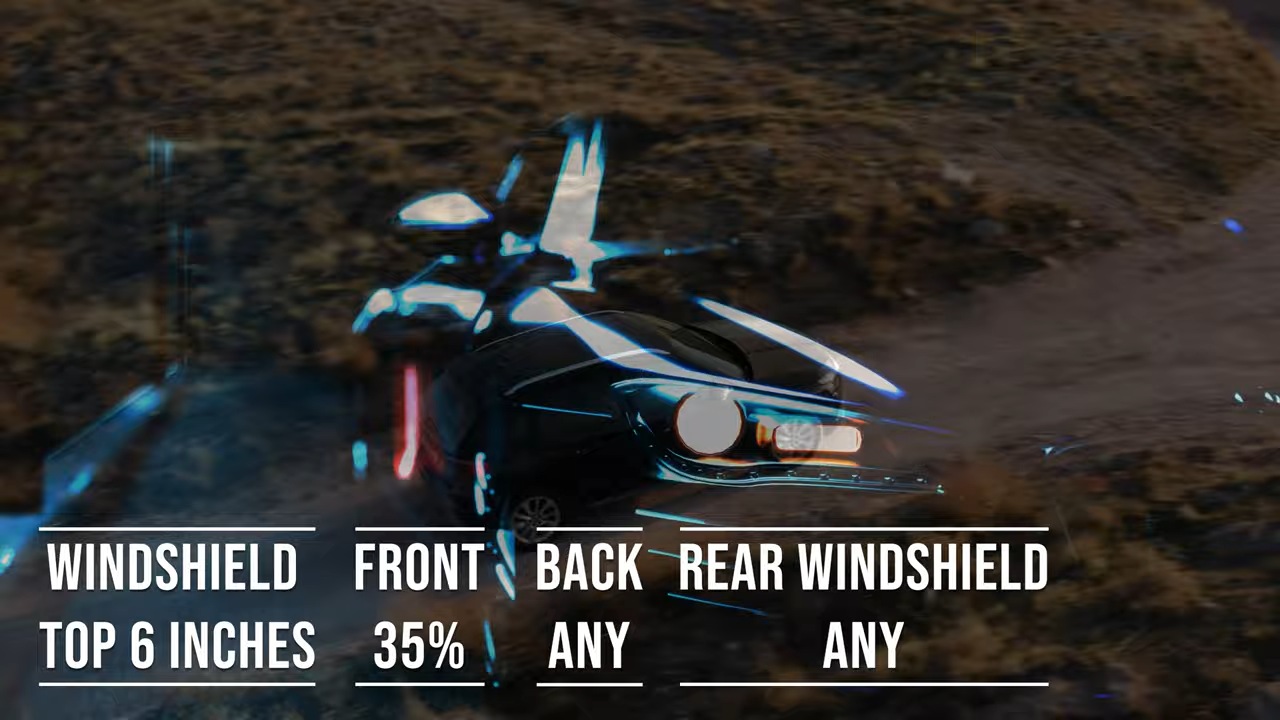 WINDSHIELD FRONT BACK REAR WINDSHIELD
TOP 6 INCHES 35% ANY ANY